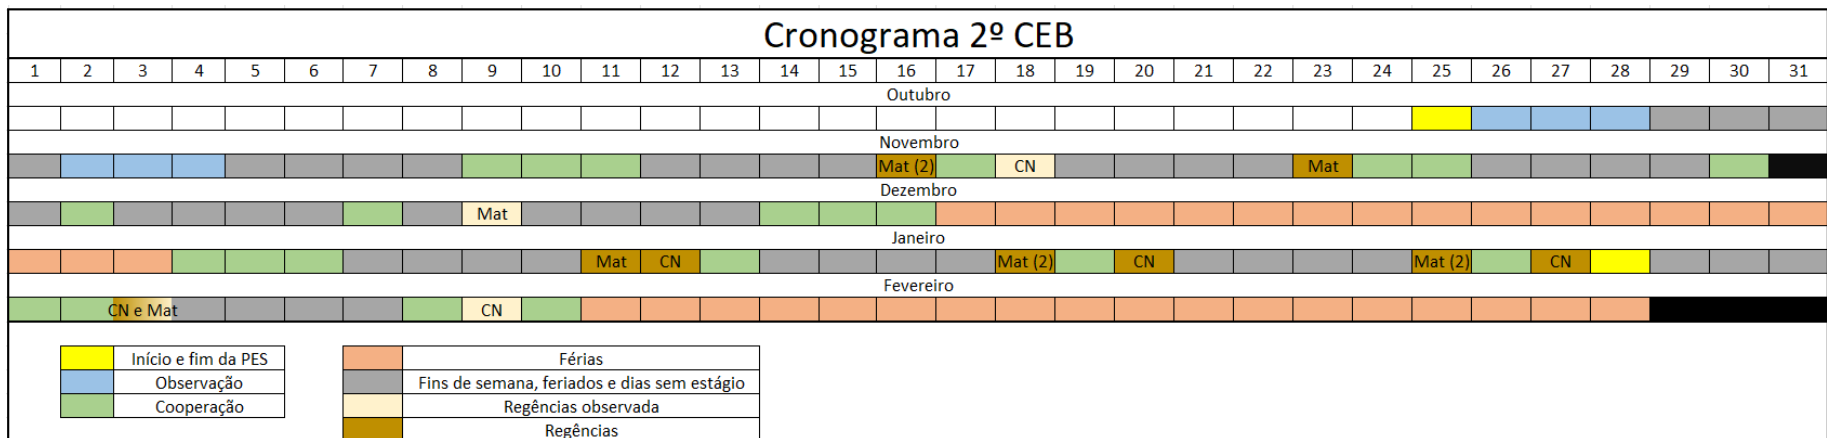 Cronograma 2º CEB
1 2 3 4 5 6 7 8 9 10 11 12 13 14 15 16 17 18 19 20 21 22 23 24 25 26 27 28 29 30 31
Outubro
Novembro
Mat (2) CN Mat
Dezembro
Mat
Janeiro
Mat CN Mat (2) CN Mat (2) CN
Fevereiro
CN e Mat CN
Início e fim da PES Férias
Observação Fins de semana, feriados e dias sem estágio
Cooperação Regências observada
Regências